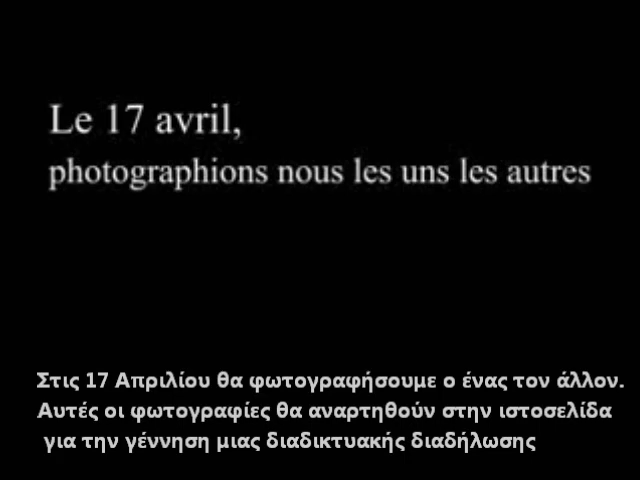 Le 17 avril,
photographions nous les uns les autres
Στις 17 Απριλίου θα φωτογραφήσουμε ο ένας τον άλλον.
Αυτές οι φωτογραφίες θα αναρτηθούν στην ιστοσελίδα
για την γέννηση μιας διαδικτυακής διαδήλωσης